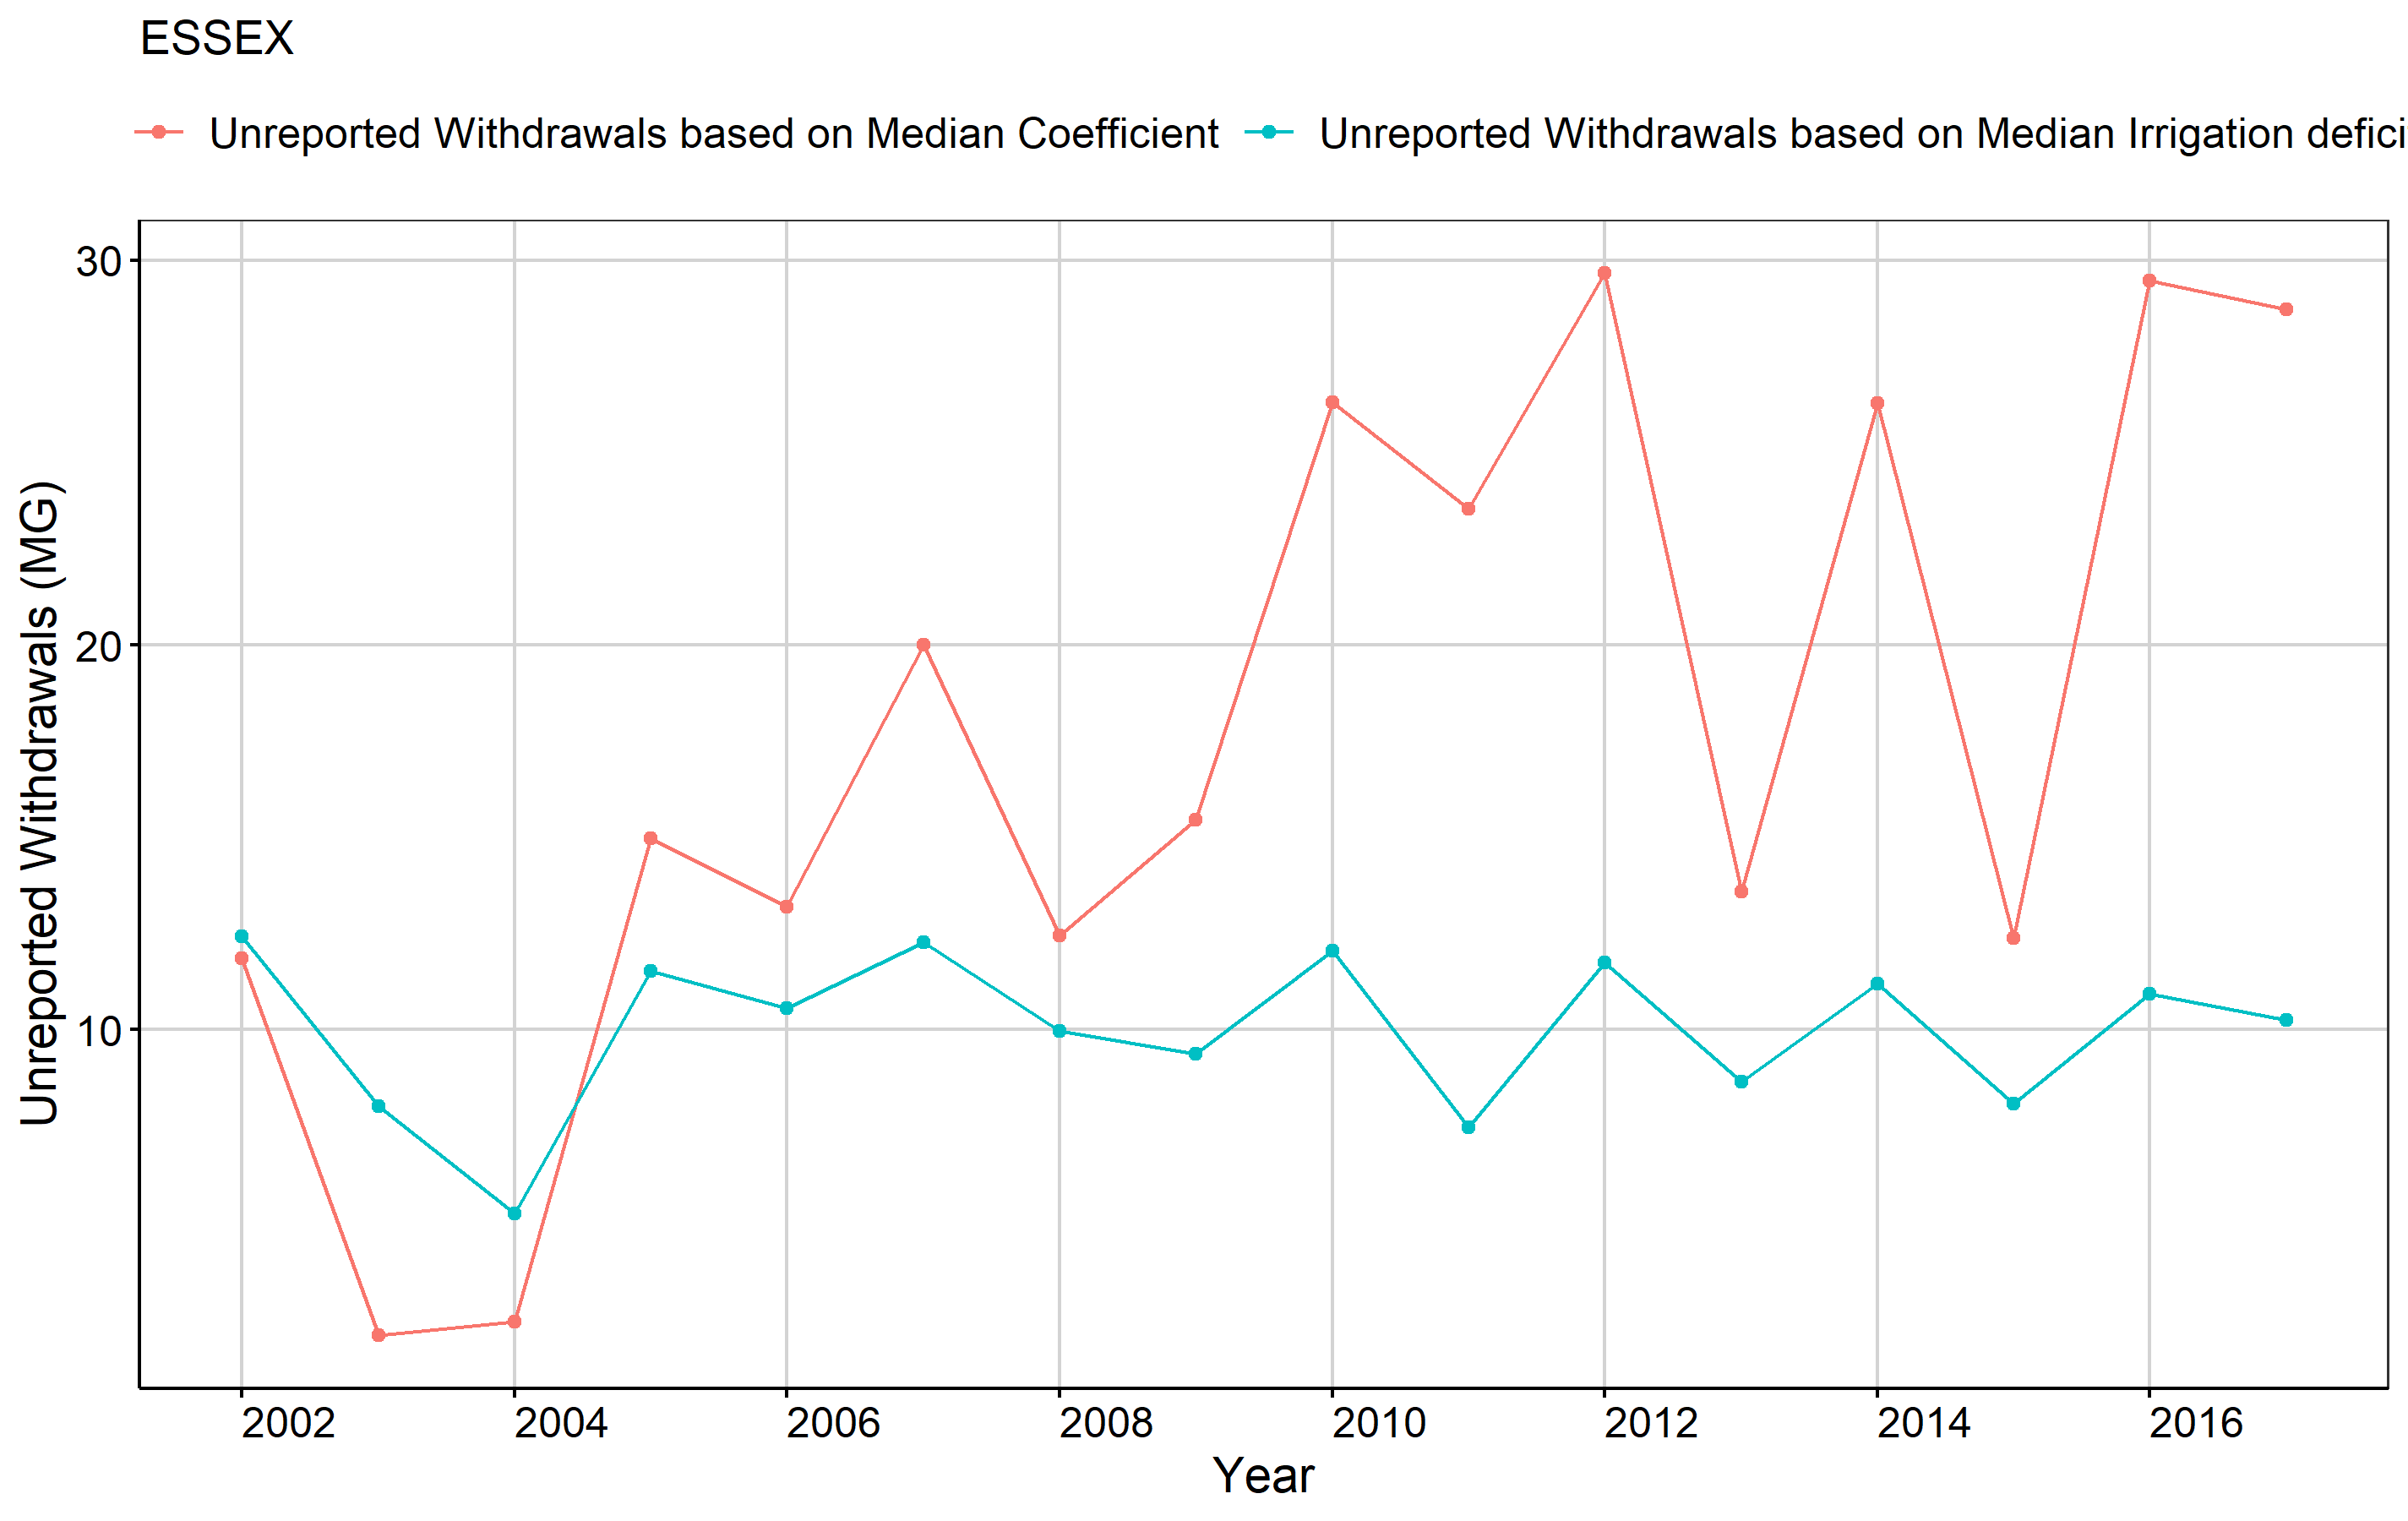 ESSEX
Unreported Withdrawals based on Median Coefficient Unreported Withdrawals based on Median Irrigation defici
30
20
10
Unreported Withdrawals (MG)
2002 2004 2006 2008 2010 2012 2014 2016
Year